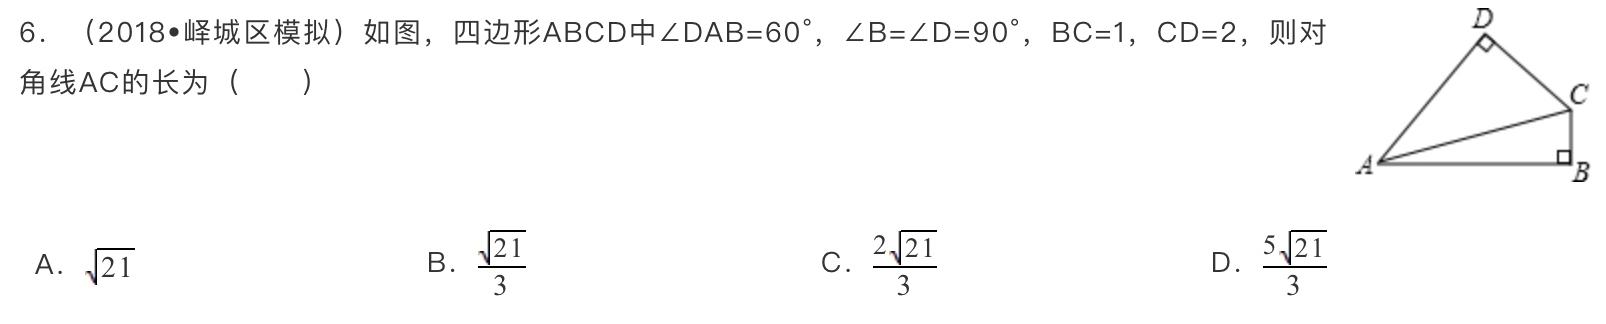 6. （2018•峄城区模拟）如图，四边形ABCD中∠DAB=60°，∠B=∠D=90°，BC=1，CD=2，则对
角线AC的长为（　　）
D
C
A
B
A. √21
B. √21/3
C. 2√21/3
D. 5√21/3